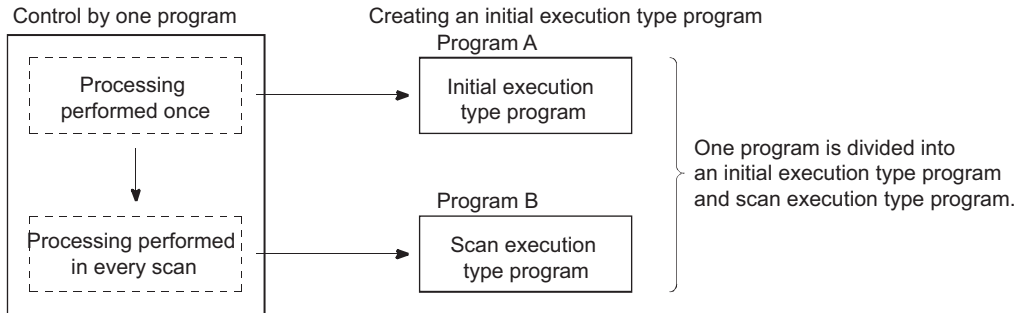 Control by one program
Creating an initial execution type program
Program A
Processing
performed once
Initial execution
type program
One program is divided into
an initial execution type program
and scan execution type program.
Program B
Processing performed
in every scan
Scan execution
type program